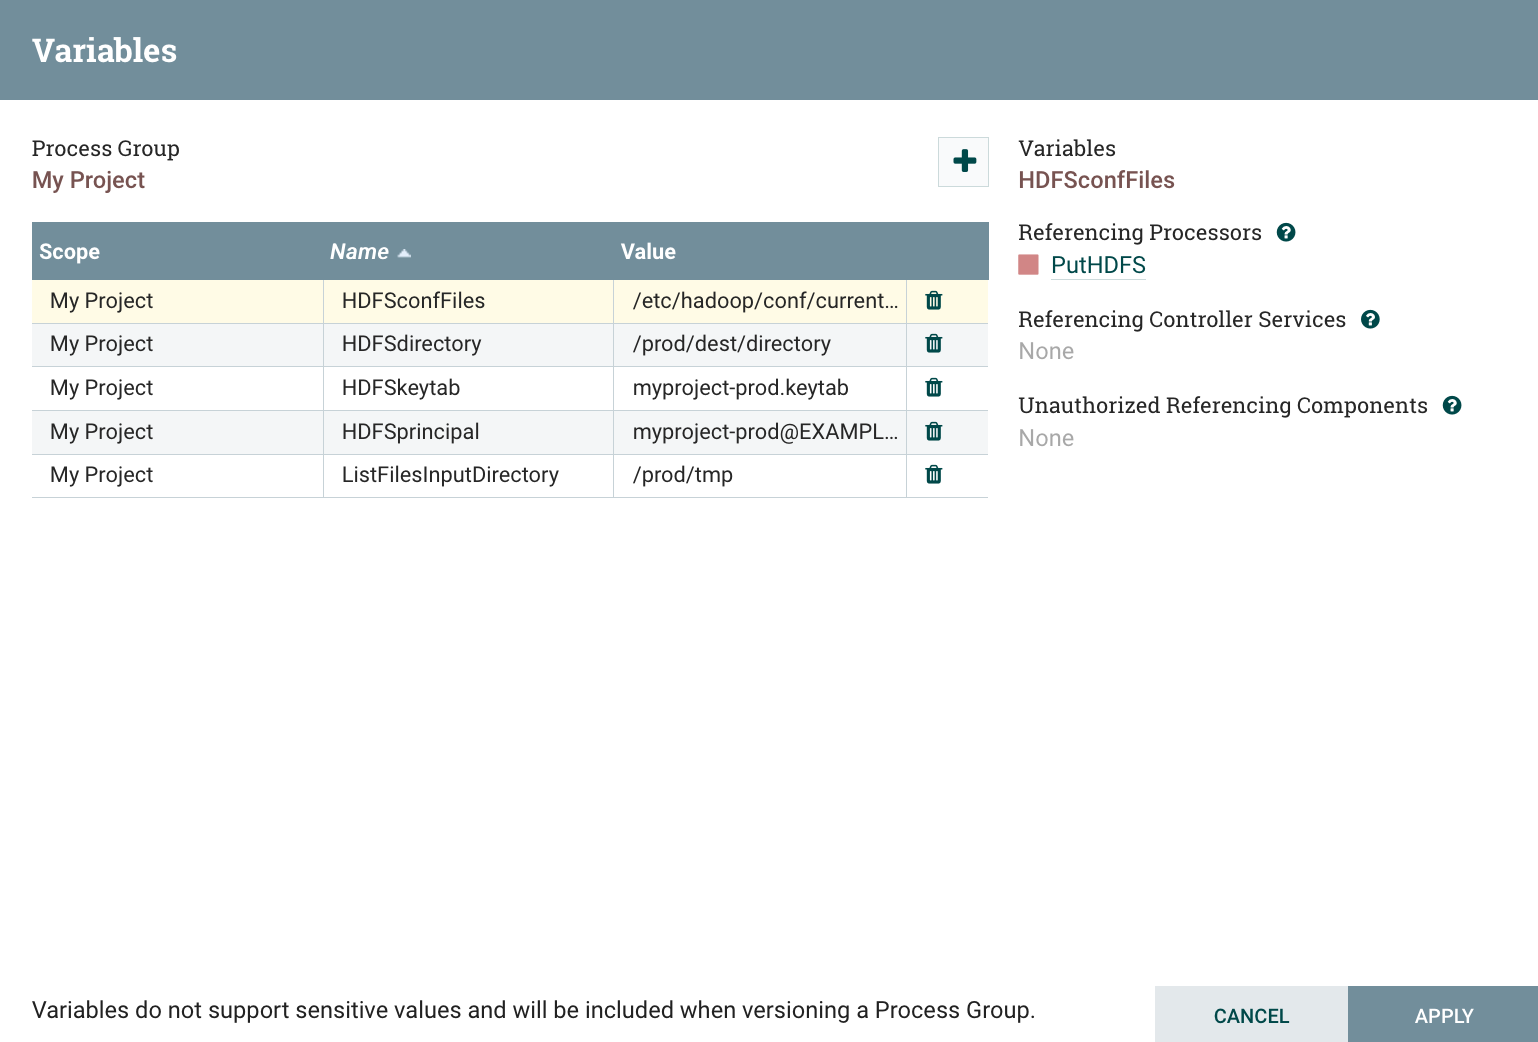 Variables
Process Group
My Project
Scope Name Value
My Project HDFSconfFiles /etc/hadoop/conf/current...
My Project HDFSdirectory /prod/dest/directory
My Project HDFSkeytab myproject-prod.keytab
My Project HDFSprincipal myproject-prod@EXAMPL...
My Project ListFilesInputDirectory /prod/tmp
Variables
HDFSconfFiles
Referencing Processors ?
PutHDFS
Referencing Controller Services ?
None
Unauthorized Referencing Components ?
None
Variables do not support sensitive values and will be included when versioning a Process Group.
CANCEL APPLY